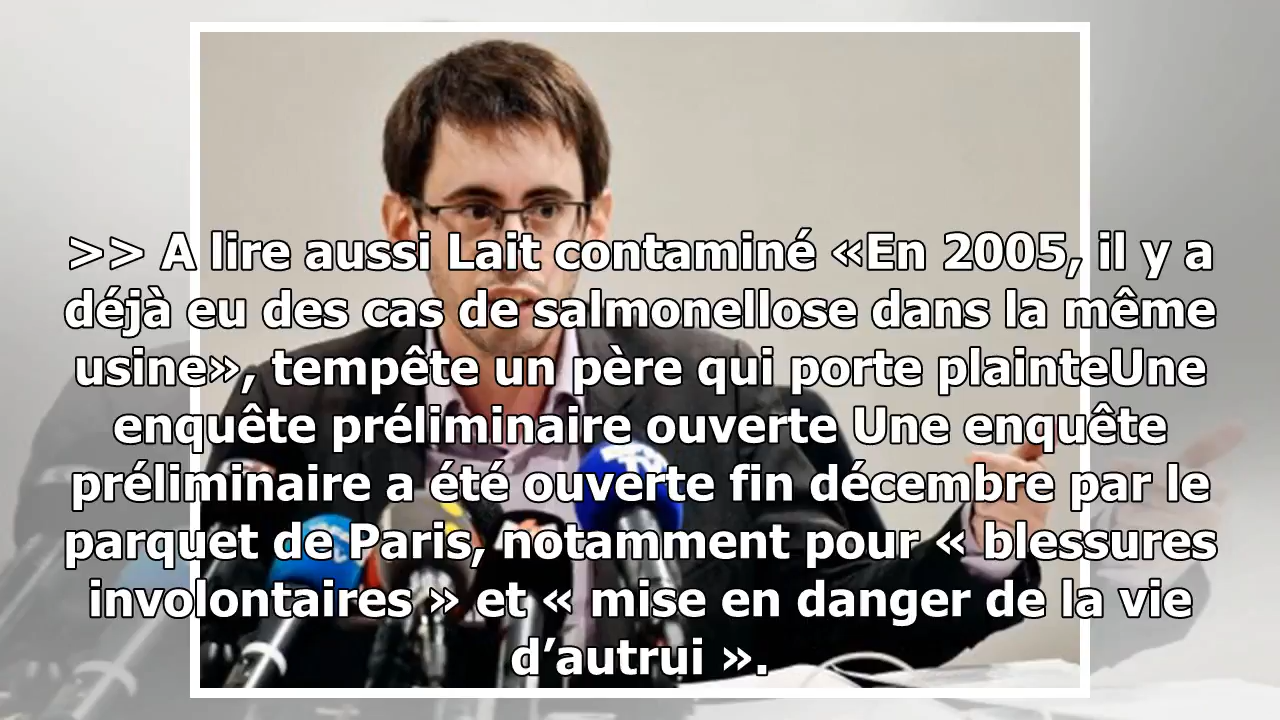 >> A lire aussi Lait contaminé «En 2005, il y a
déjà eu des cas de salmonellose dans la même
usine», tempête un père qui porte plainteUne
enquête préliminaire ouverte Une enquête
préliminaire a été ouverte fin décembre par le
parquet de Paris, notamment pour « blessures
involontaires » et « mise en danger de la vie
d’autrui ».